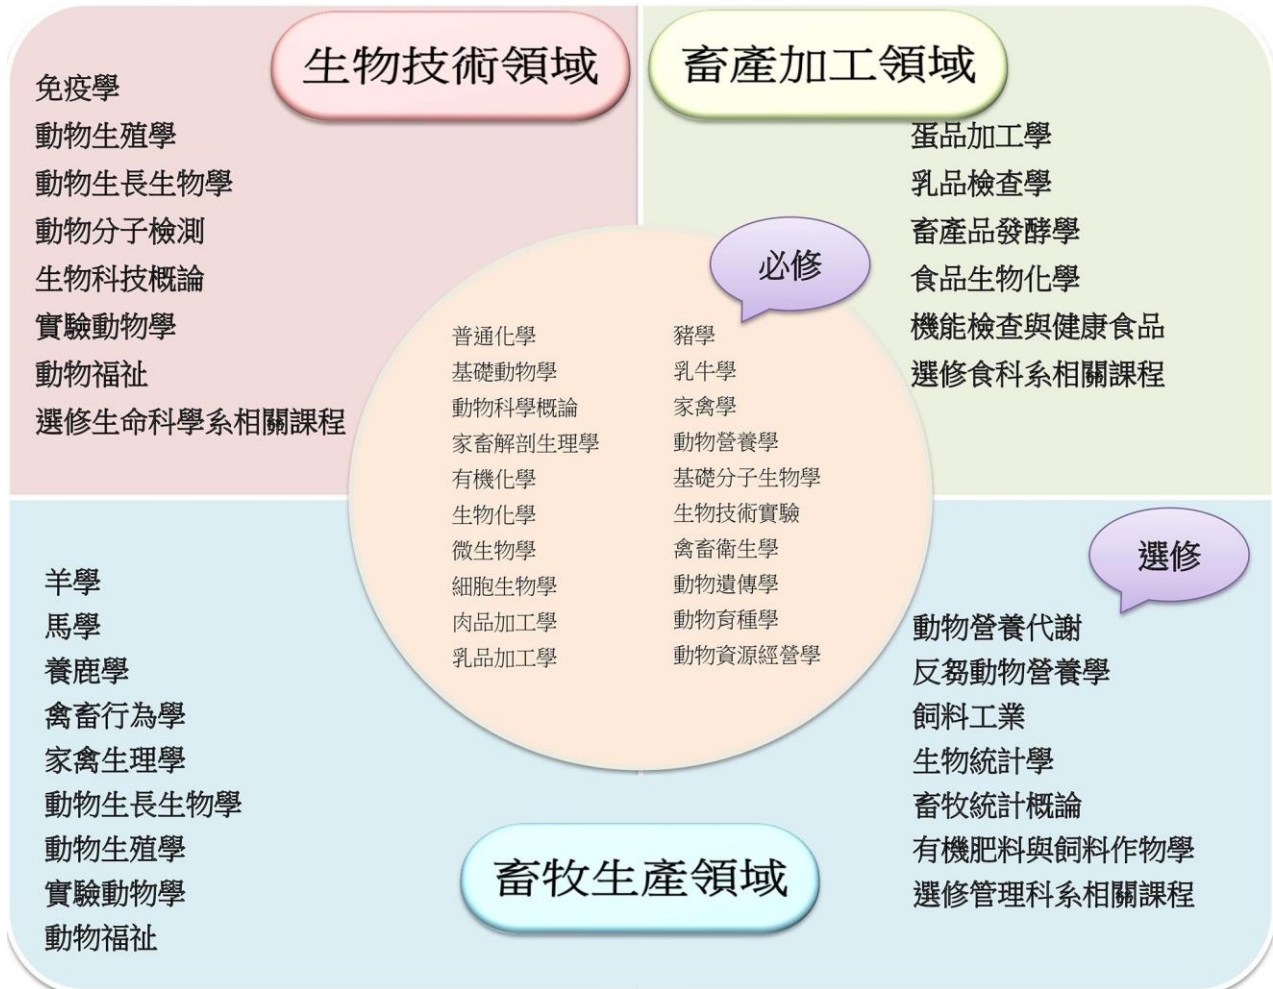 生物技術領域
免疫學
動物生殖學
動物生長生物學
動物分子檢測
生物科技概論
實驗動物學
動物福祉
選修生命科學系相關課程
畜產加工領域
蛋品加工學
乳品檢查學
畜產品發酵學
食品生物化學
機能檢查與健康食品
選修食科系相關課程
必修
普通化學
基礎動物學
動物科學概論
家畜解剖生理學
有機化學
生物化學
微生物學
細胞生物學
肉品加工學
乳品加工學
豬學
乳牛學
家禽學
動物營養學
基礎分子生物學
生物技術實驗
禽畜衛生學
動物遺傳學
動物育種學
動物資源經營學
羊學
馬學
養鹿學
禽畜行為學
家禽生理學
動物生長生物學
動物生殖學
實驗動物學
動物福祉
畜牧生產領域
選修
動物營養代謝
反芻動物營養學
飼料工業
生物統計學
畜牧統計概論
有機肥料與飼料作物學
選修管理科系相關課程